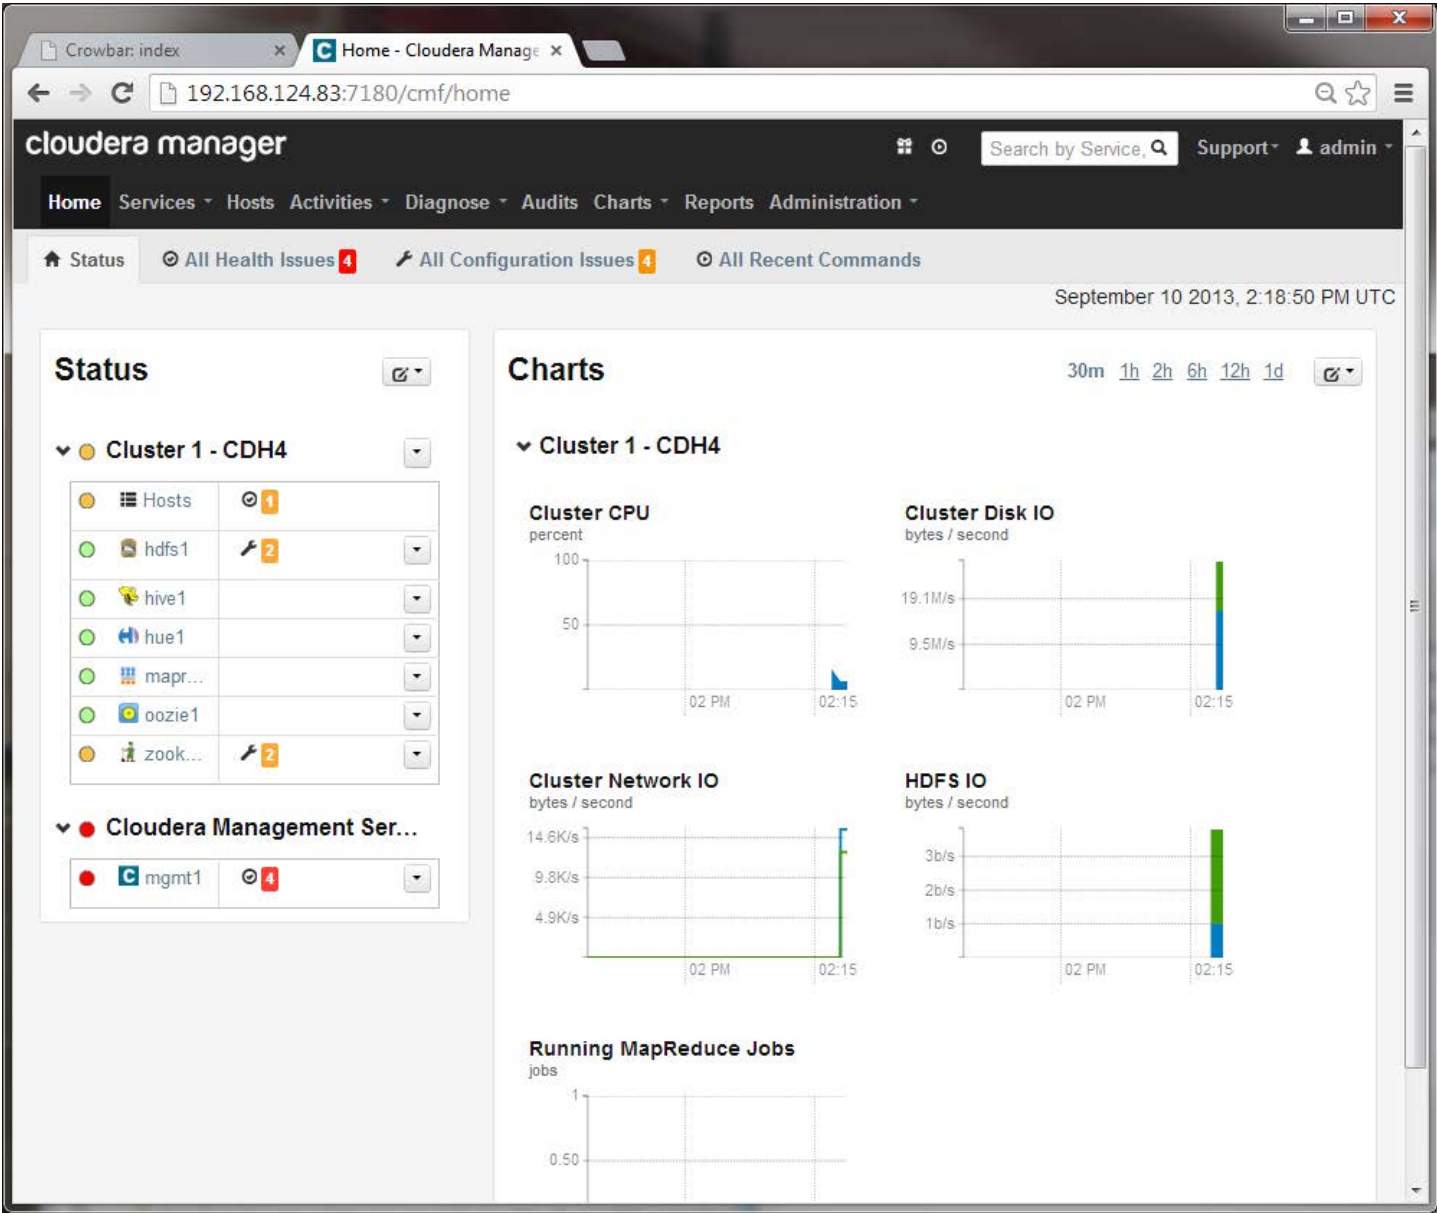 Crowbar: index
Home - Cloudera Manage
192.168.124.83:7180/cmf/home
cloudera manager
Search by Service,
Support
admin
Home Services Hosts Activities Diagnose Audits Charts Reports Administration
Status
All Health Issues 4
All Configuration Issues 4
All Recent Commands
September 10 2013, 2:18:50 PM UTC
Status
Cluster 1 - CDH4
Hosts 1
hdfs1 2
hive1
hue1
mapr...
oozie1
zook... 2
Cloudera Management Ser...
C mgmt1 4
Charts
30m 1h 2h 6h 12h 1d
Cluster 1 - CDH4
Cluster CPU
percent
100
50
02 PM 02:15
Cluster Disk IO
bytes / second
19.1M/s
9.5M/s
02 PM 02:15
Cluster Network IO
bytes / second
14.6K/s
9.8K/s
4.9K/s
02 PM 02:15
HDFS IO
bytes / second
3b/s
2b/s
1b/s
02 PM 02:15
Running MapReduce Jobs
jobs
1
0.50